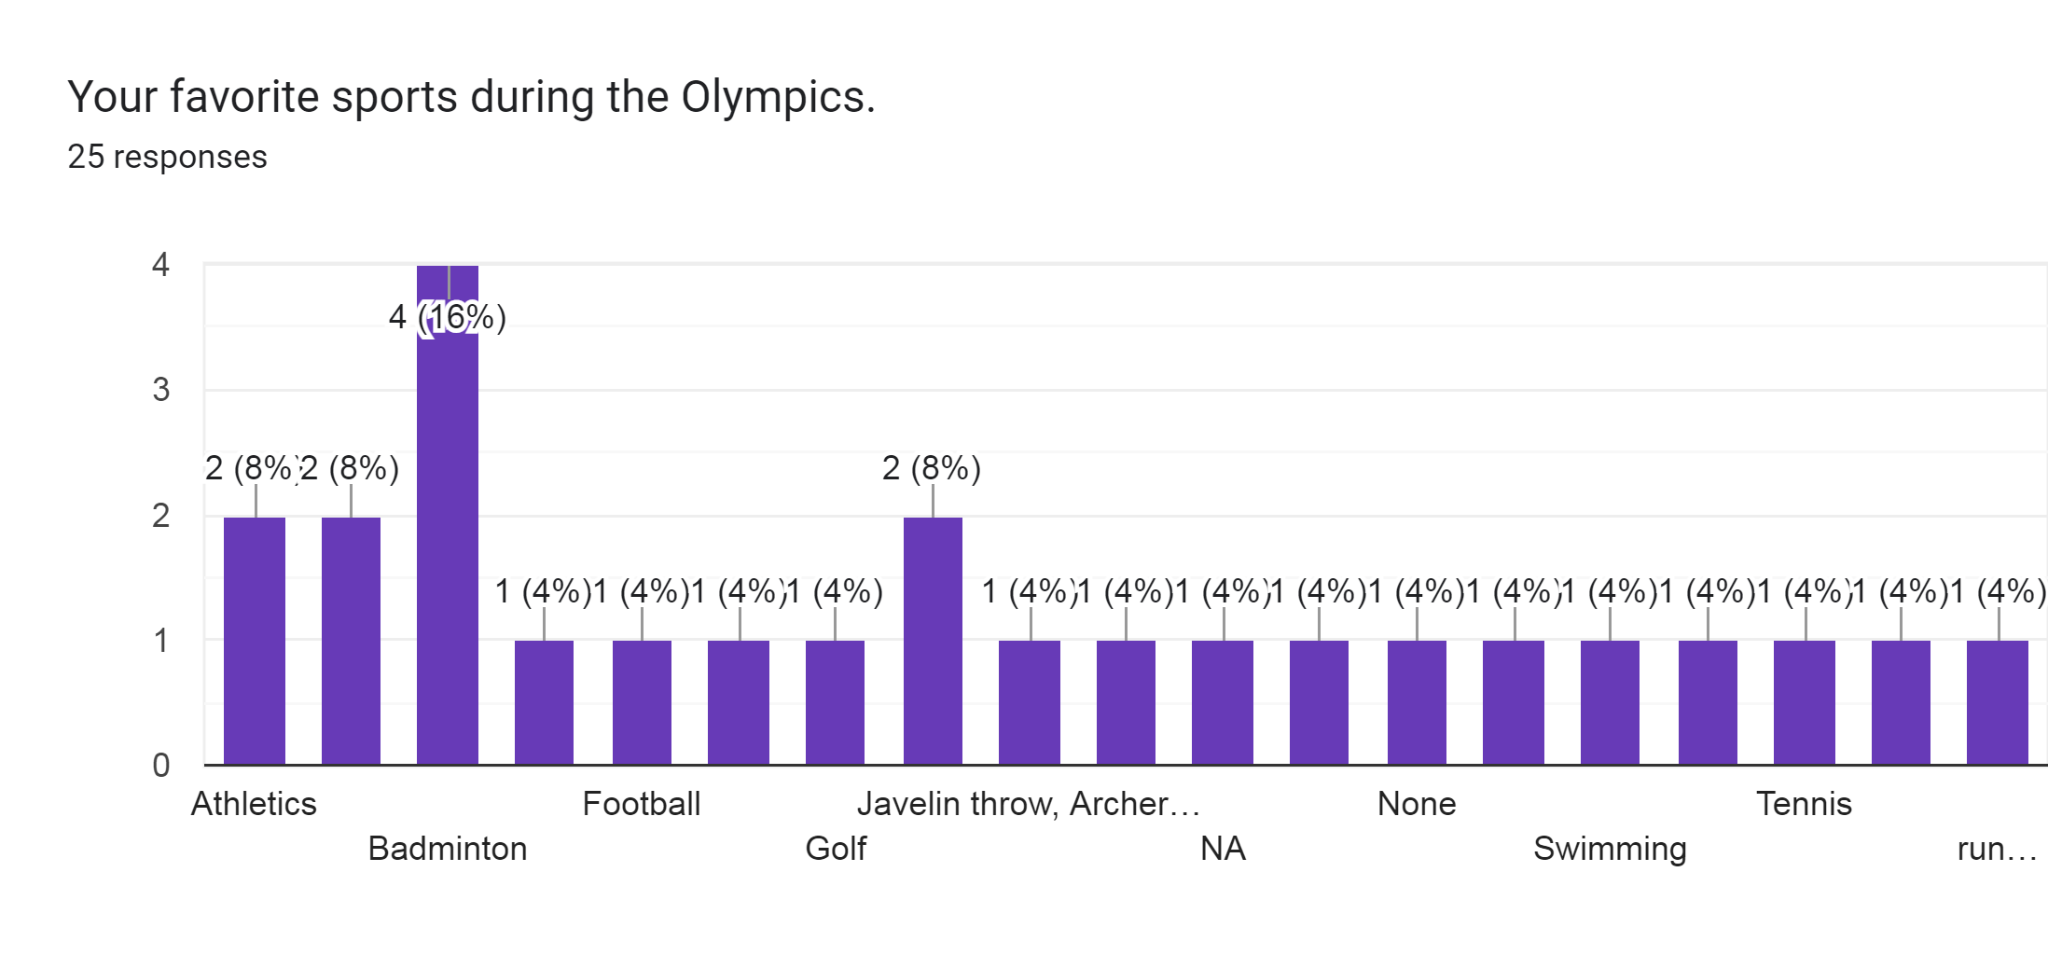 Your favorite sports during the Olympics.
25 responses
4
3
2
1
0
4 (16%)
2 (8%) 2 (8%) 2 (8%)
1 (4%) 1 (4%) 1 (4%) 1 (4%) 1 (4%) 1 (4%) 1 (4%) 1 (4%) 1 (4%) 1 (4%) 1 (4%) 1 (4%) 1 (4%) 1 (4%) 1 (4%)
Athletics Football Javelin throw, Archer… None Tennis
Badminton Golf NA Swimming run…